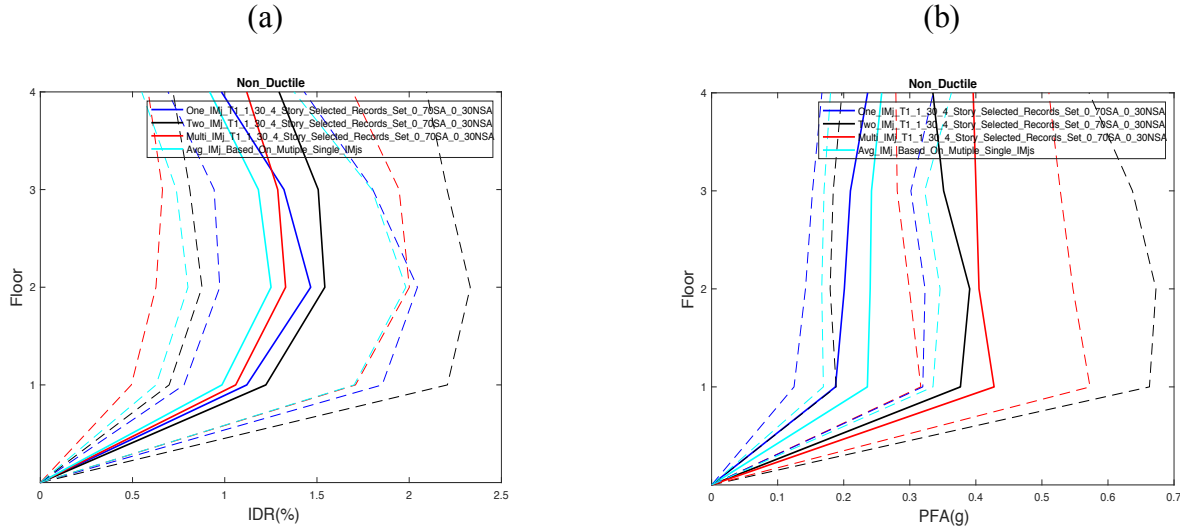 (a)
(b)
Non_Ductile
One_IMj_T1_1_30_4_Story_Selected_Records_Set_0_70SA_0_30NSA
Two_IMj_T1_1_30_4_Story_Selected_Records_Set_0_70SA_0_30NSA
Multi_IMj_T1_1_30_4_Story_Selected_Records_Set_0_70SA_0_30NSA
Avg_IMj_Based_On_Mutiple_Single_IMjs
4
3
2
1
Floor
0
0.5
1
1.5
2
2.5
IDR(%)
Non_Ductile
One_IMj_T1_1_30_4_Story_Selected_Records_Set_0_70SA_0_30NSA
Two_IMj_T1_1_30_4_Story_Selected_Records_Set_0_70SA_0_30NSA
Multi_IMj_T1_1_30_4_Story_Selected_Records_Set_0_70SA_0_30NSA
Avg_IMj_Based_On_Mutiple_Single_IMjs
4
3
2
1
Floor
0
0.1
0.2
0.3
0.4
0.5
0.6
0.7
PFA(g)